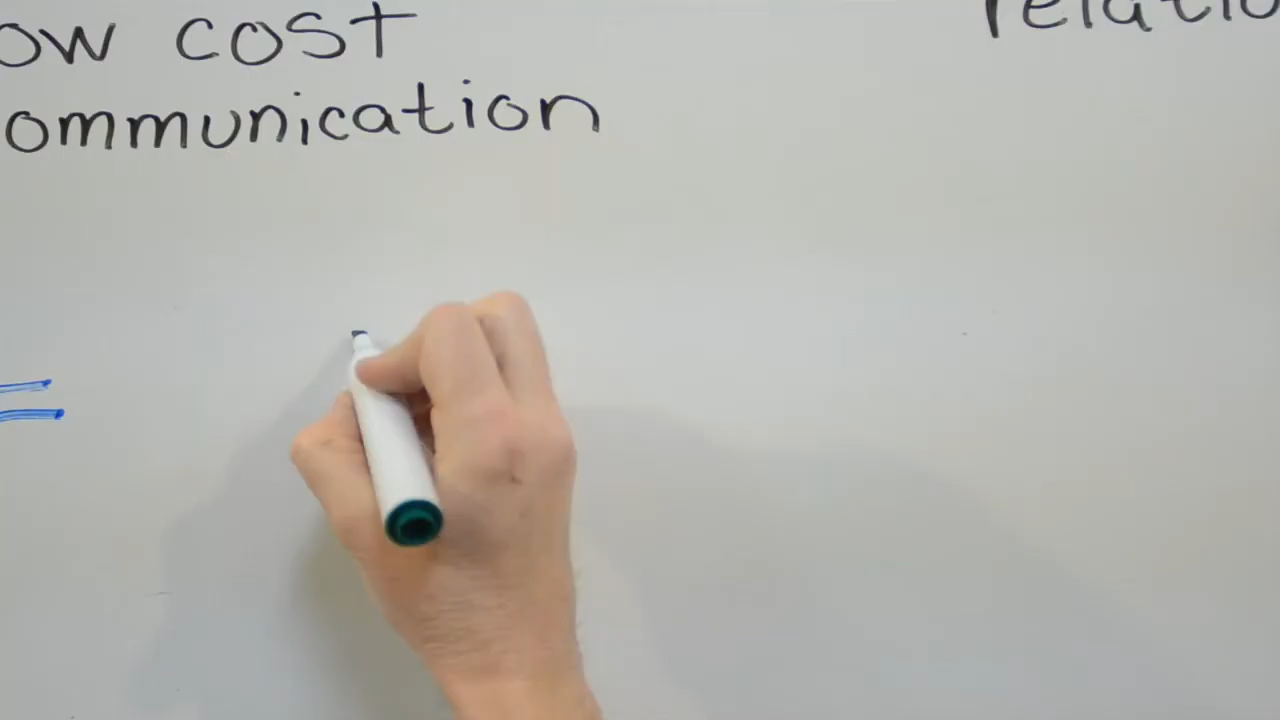 ow cost
ommunication
relatio
=